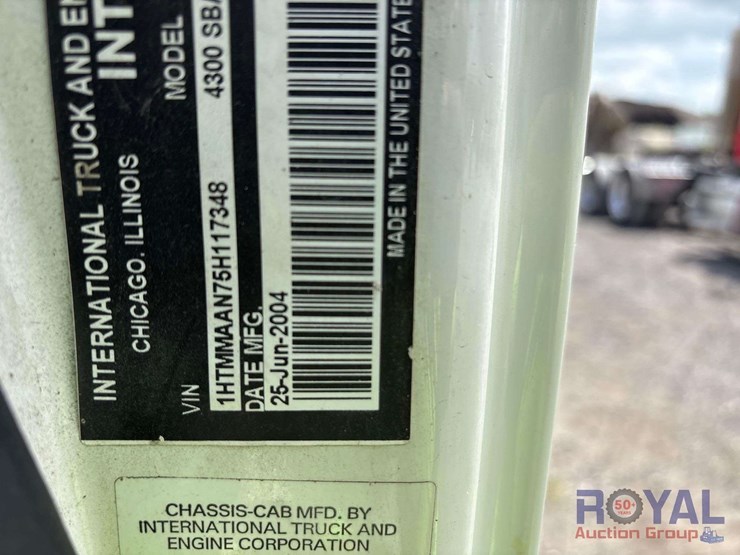 INTERNATIONAL TRUCK AND
INT
CHICAGO, ILLINOIS
MODEL
4300 SBA
VIN
1HTMMAAN75H117348
DATE MFG.
25-Jun-2004
MADE IN THE UNITED STATE
CHASSIS-CAB MFD. BY
INTERNATIONAL TRUCK AND
ENGINE CORPORATION
ROYAL
50+
YEARS
Auction Group